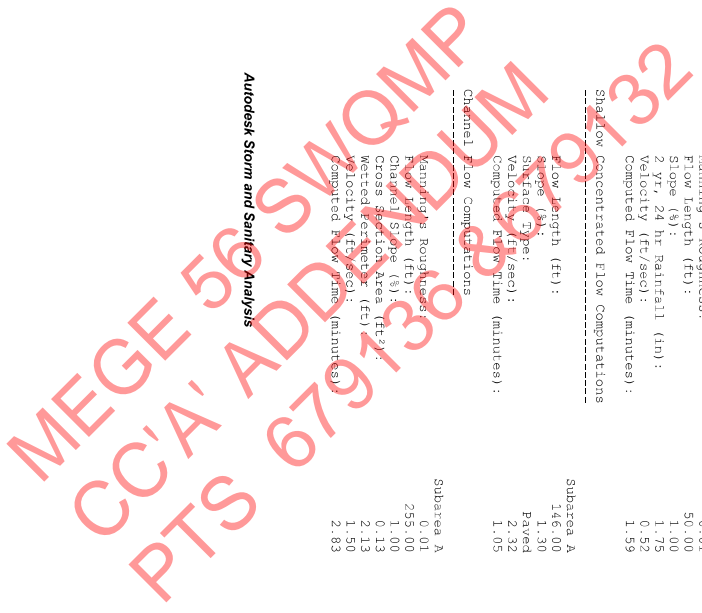 Flow Length (ft): 50.00
Slope (%): 1.00
2 yr, 24 hr Rainfall (in): 1.75
Velocity (ft/sec): 0.52
Computed Flow Time (minutes): 1.59
Shallow Concentrated Flow Computations
Subarea A
Flow Length (ft): 146.00
Slope (%): 1.30
Surface Type: Paved
Velocity (ft/sec): 2.32
Computed Flow Time (minutes): 1.05
Channel Flow Computations
Subarea A
Manning's Roughness: 0.01
Flow Length (ft): 255.00
Channel Slope (%): 1.00
Cross Section Area (ft²): 0.13
Wetted Perimeter (ft): 2.13
Velocity (ft/sec): 1.50
Computed Flow Time (minutes): 2.83
Autodesk Storm and Sanitary Analysis
MEGE 56 SWQMP
CC'A' ADDENDUM
PTS 679136 & 679132